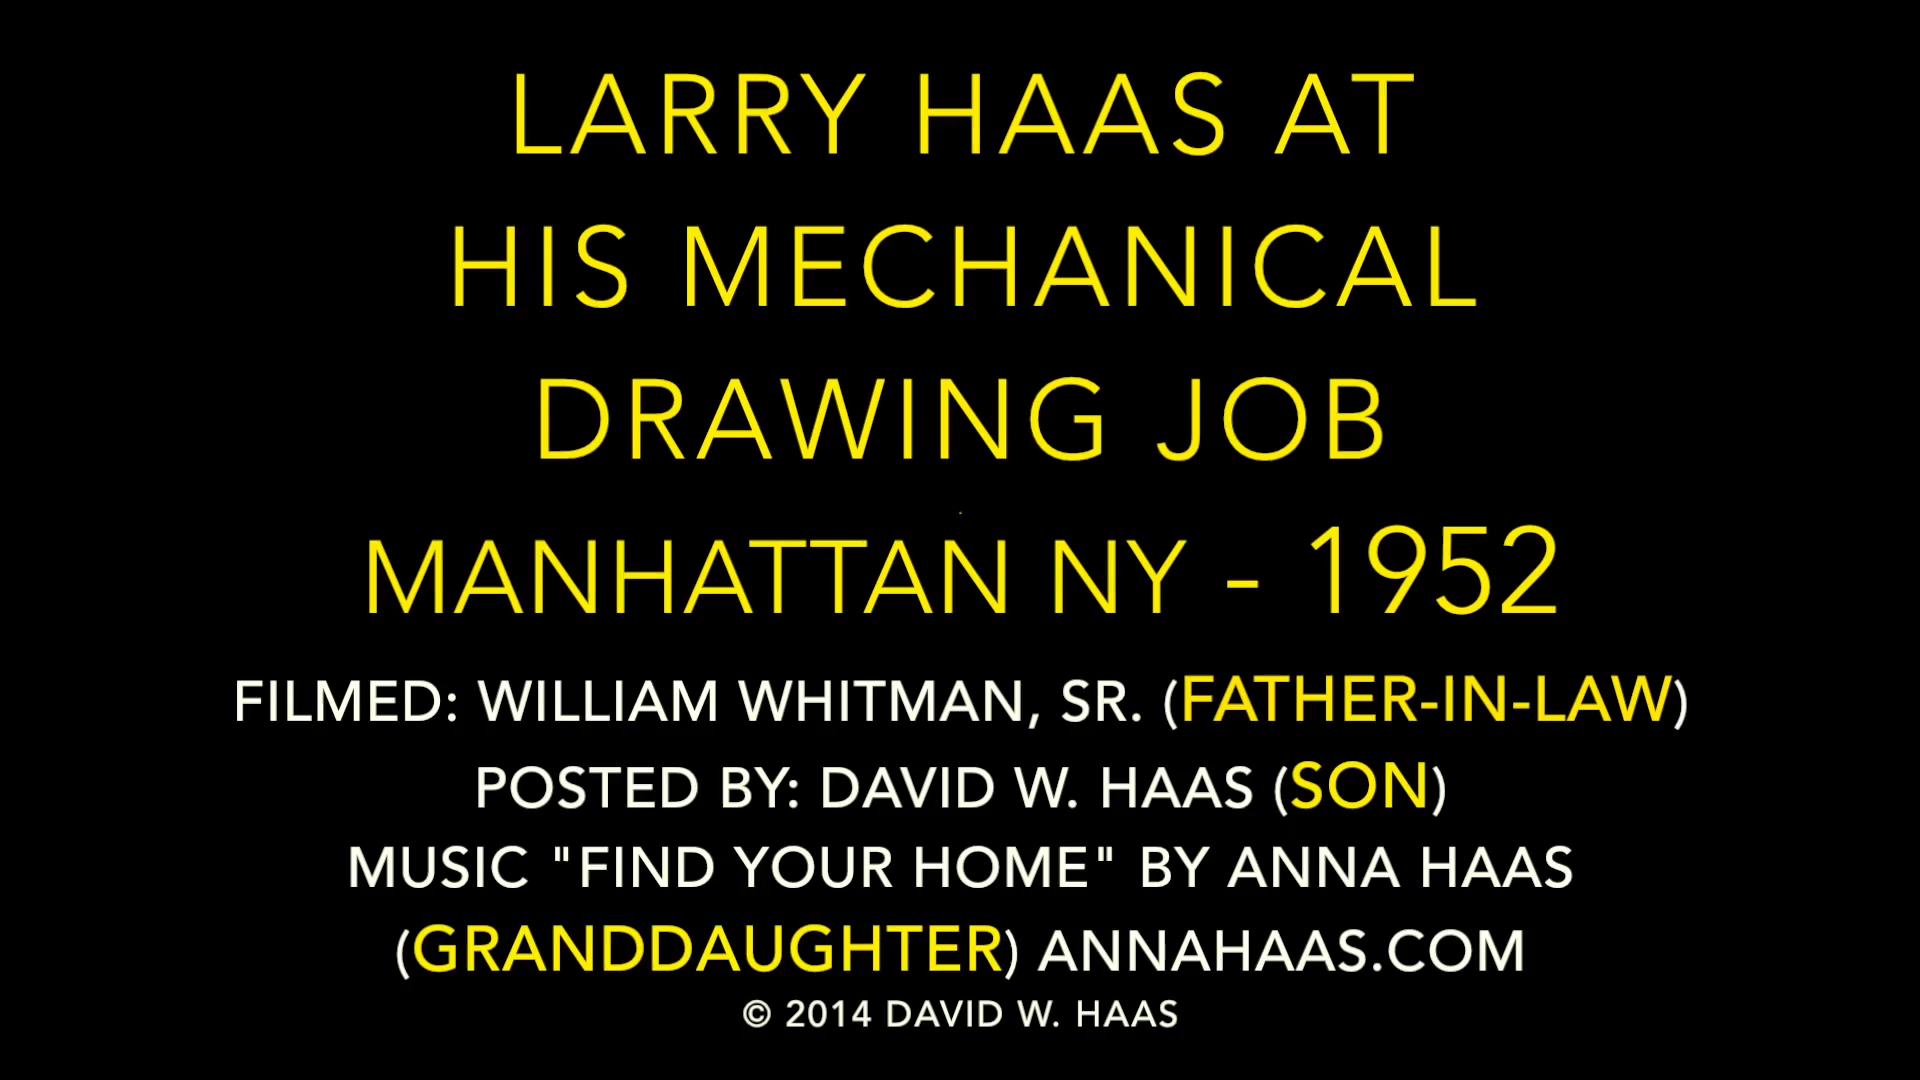 LARRY HAAS AT
HIS MECHANICAL
DRAWING JOB
MANHATTAN NY - 1952
FILMED: WILLIAM WHITMAN, SR. (FATHER-IN-LAW)
POSTED BY: DAVID W. HAAS (SON)
MUSIC "FIND YOUR HOME" BY ANNA HAAS
(GRANDDAUGHTER) ANNAHAAS.COM
© 2014 DAVID W. HAAS